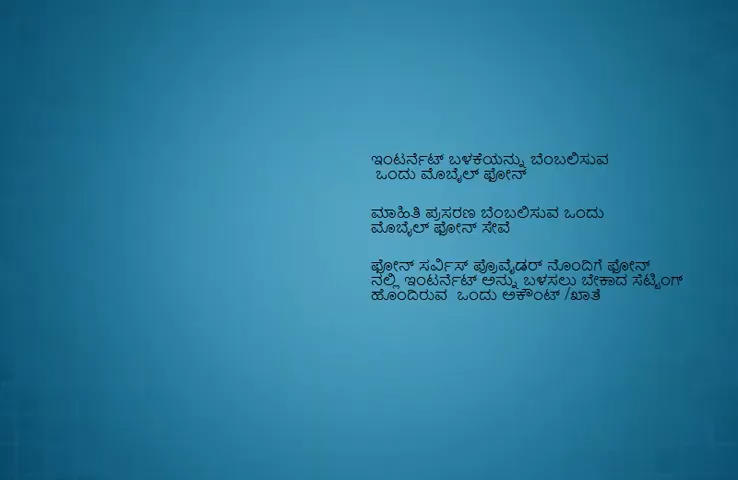 ಇಂಟರ್ನೆಟ್ ಬಳಕೆಯನ್ನು ಬೆಂಬಲಿಸುವ
ಒಂದು ಮೊಬೈಲ್ ಫೋನ್
ಮಾಹಿತಿ ಪ್ರಸರಣ ಬೆಂಬಲಿಸುವ ಒಂದು
ಮೊಬೈಲ್ ಫೋನ್ ಸೇವೆ
ಫೋನ್ ಸರ್ವಿಸ್ ಪ್ರೊವೈಡರ್ ನೊಂದಿಗೆ ಫೋನ್
ನಲ್ಲಿ ಇಂಟರ್ನೆಟ್ ಅನ್ನು ಬಳಸಲು ಬೇಕಾದ ಸೆಟ್ಟಿಂಗ್
ಹೊಂದಿರುವ ಒಂದು ಅಕೌಂಟ್ /ಖಾತೆ